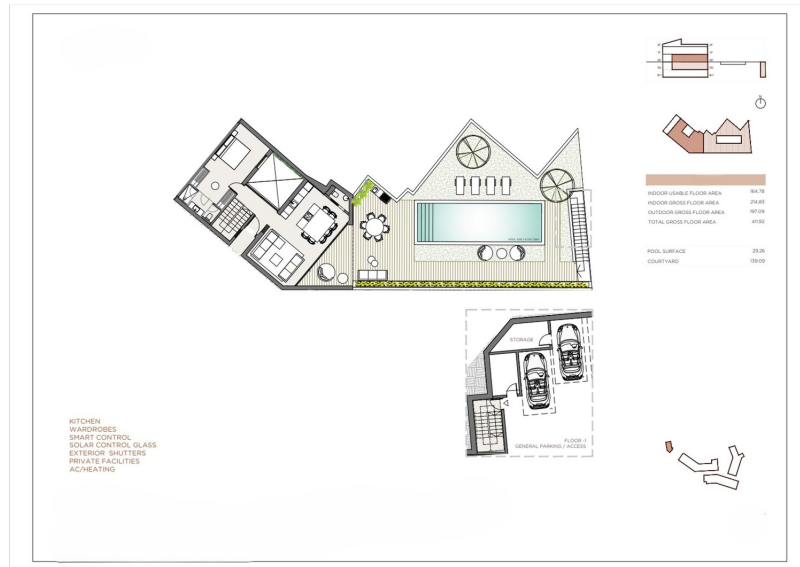 N
INDOOR USABLE FLOOR AREA 164,78
INDOOR GROSS FLOOR AREA 214,83
OUTDOOR GROSS FLOOR AREA 197,09
TOTAL GROSS FLOOR AREA 411,92
POOL SURFACE 29,26
COURTYARD 139,09
STORAGE
FLOOR -1
GENERAL PARKING / ACCESS
KITCHEN
WARDROBES
SMART CONTROL
SOLAR CONTROL GLASS
EXTERIOR SHUTTERS
PRIVATE FACILITIES
AC/HEATING